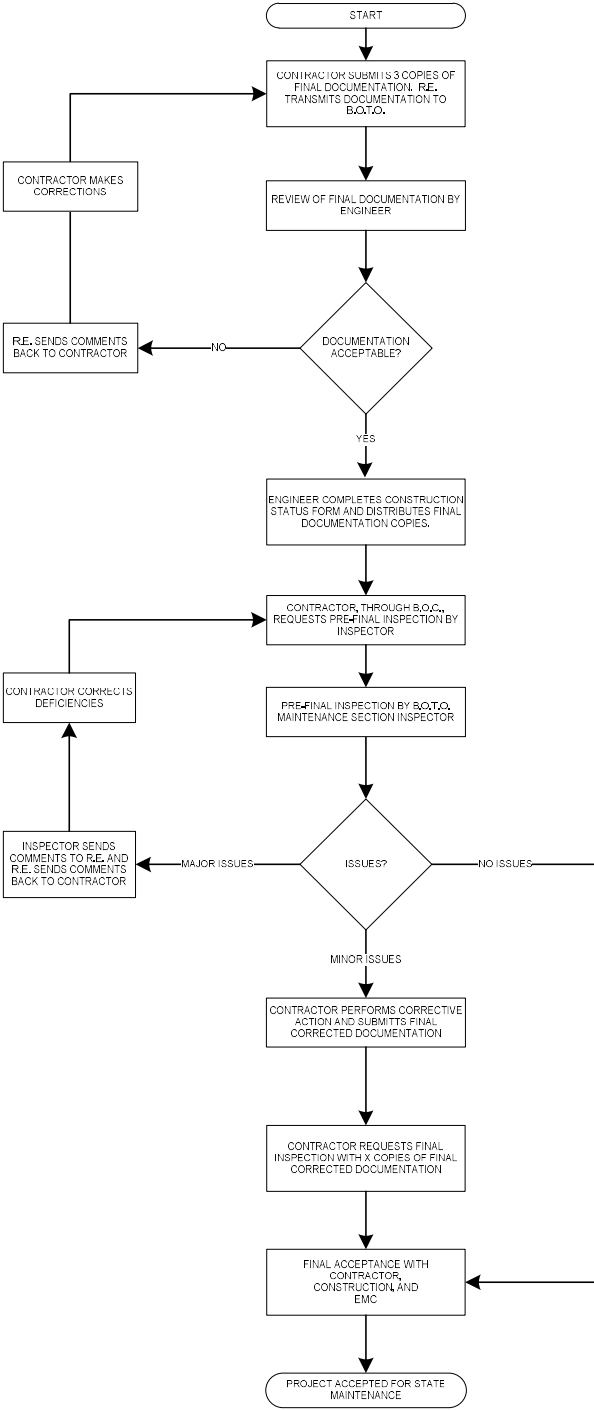 START
CONTRACTOR SUBMITS 3 COPIES OF
FINAL DOCUMENTATION. R.E.
TRANSMITS DOCUMENTATION TO
B.O.T.O.
CONTRACTOR MAKES
CORRECTIONS
REVIEW OF FINAL DOCUMENTATION BY
ENGINEER
R.E. SENDS COMMENTS
BACK TO CONTRACTOR
NO
DOCUMENTATION
ACCEPTABLE?
YES
ENGINEER COMPLETES CONSTRUCTION
STATUS FORM AND DISTRIBUTES FINAL
DOCUMENTATION COPIES.
CONTRACTOR, THROUGH B.O.C.,
REQUESTS PRE-FINAL INSPECTION BY
INSPECTOR
CONTRACTOR CORRECTS
DEFICIENCIES
PRE-FINAL INSPECTION BY B.O.T.O.
MAINTENANCE SECTION INSPECTOR
INSPECTOR SENDS
COMMENTS TO R.E. AND
R.E. SENDS COMMENTS
BACK TO CONTRACTOR
MAJOR ISSUES
ISSUES?
NO ISSUES
MINOR ISSUES
CONTRACTOR PERFORMS CORRECTIVE
ACTION AND SUBMITTS FINAL
CORRECTED DOCUMENTATION
CONTRACTOR REQUESTS FINAL
INSPECTION WITH X COPIES OF FINAL
CORRECTED DOCUMENTATION
FINAL ACCEPTANCE WITH
CONTRACTOR,
CONSTRUCTION, AND
EMC
PROJECT ACCEPTED FOR STATE
MAINTENANCE